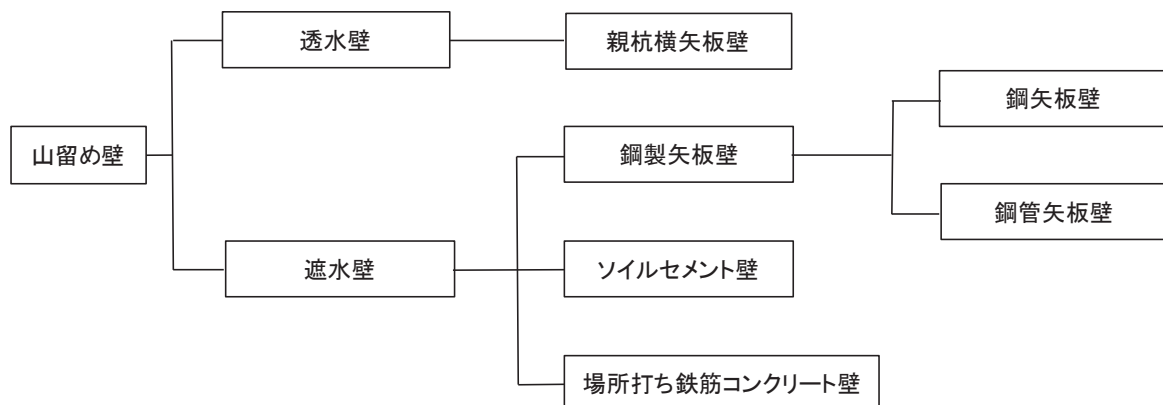 透水壁
親杭横矢板壁
鋼矢板壁
山留め壁
鋼製矢板壁
鋼管矢板壁
遮水壁
ソイルセメント壁
場所打ち鉄筋コンクリート壁